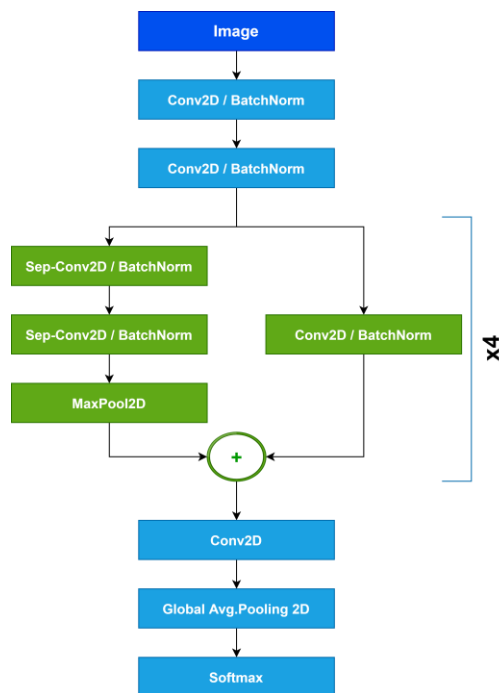 Image
Conv2D / BatchNorm
Conv2D / BatchNorm
Sep-Conv2D / BatchNorm
Sep-Conv2D / BatchNorm
Conv2D / BatchNorm
MaxPool2D
+
x4
Conv2D
Global Avg.Pooling 2D
Softmax